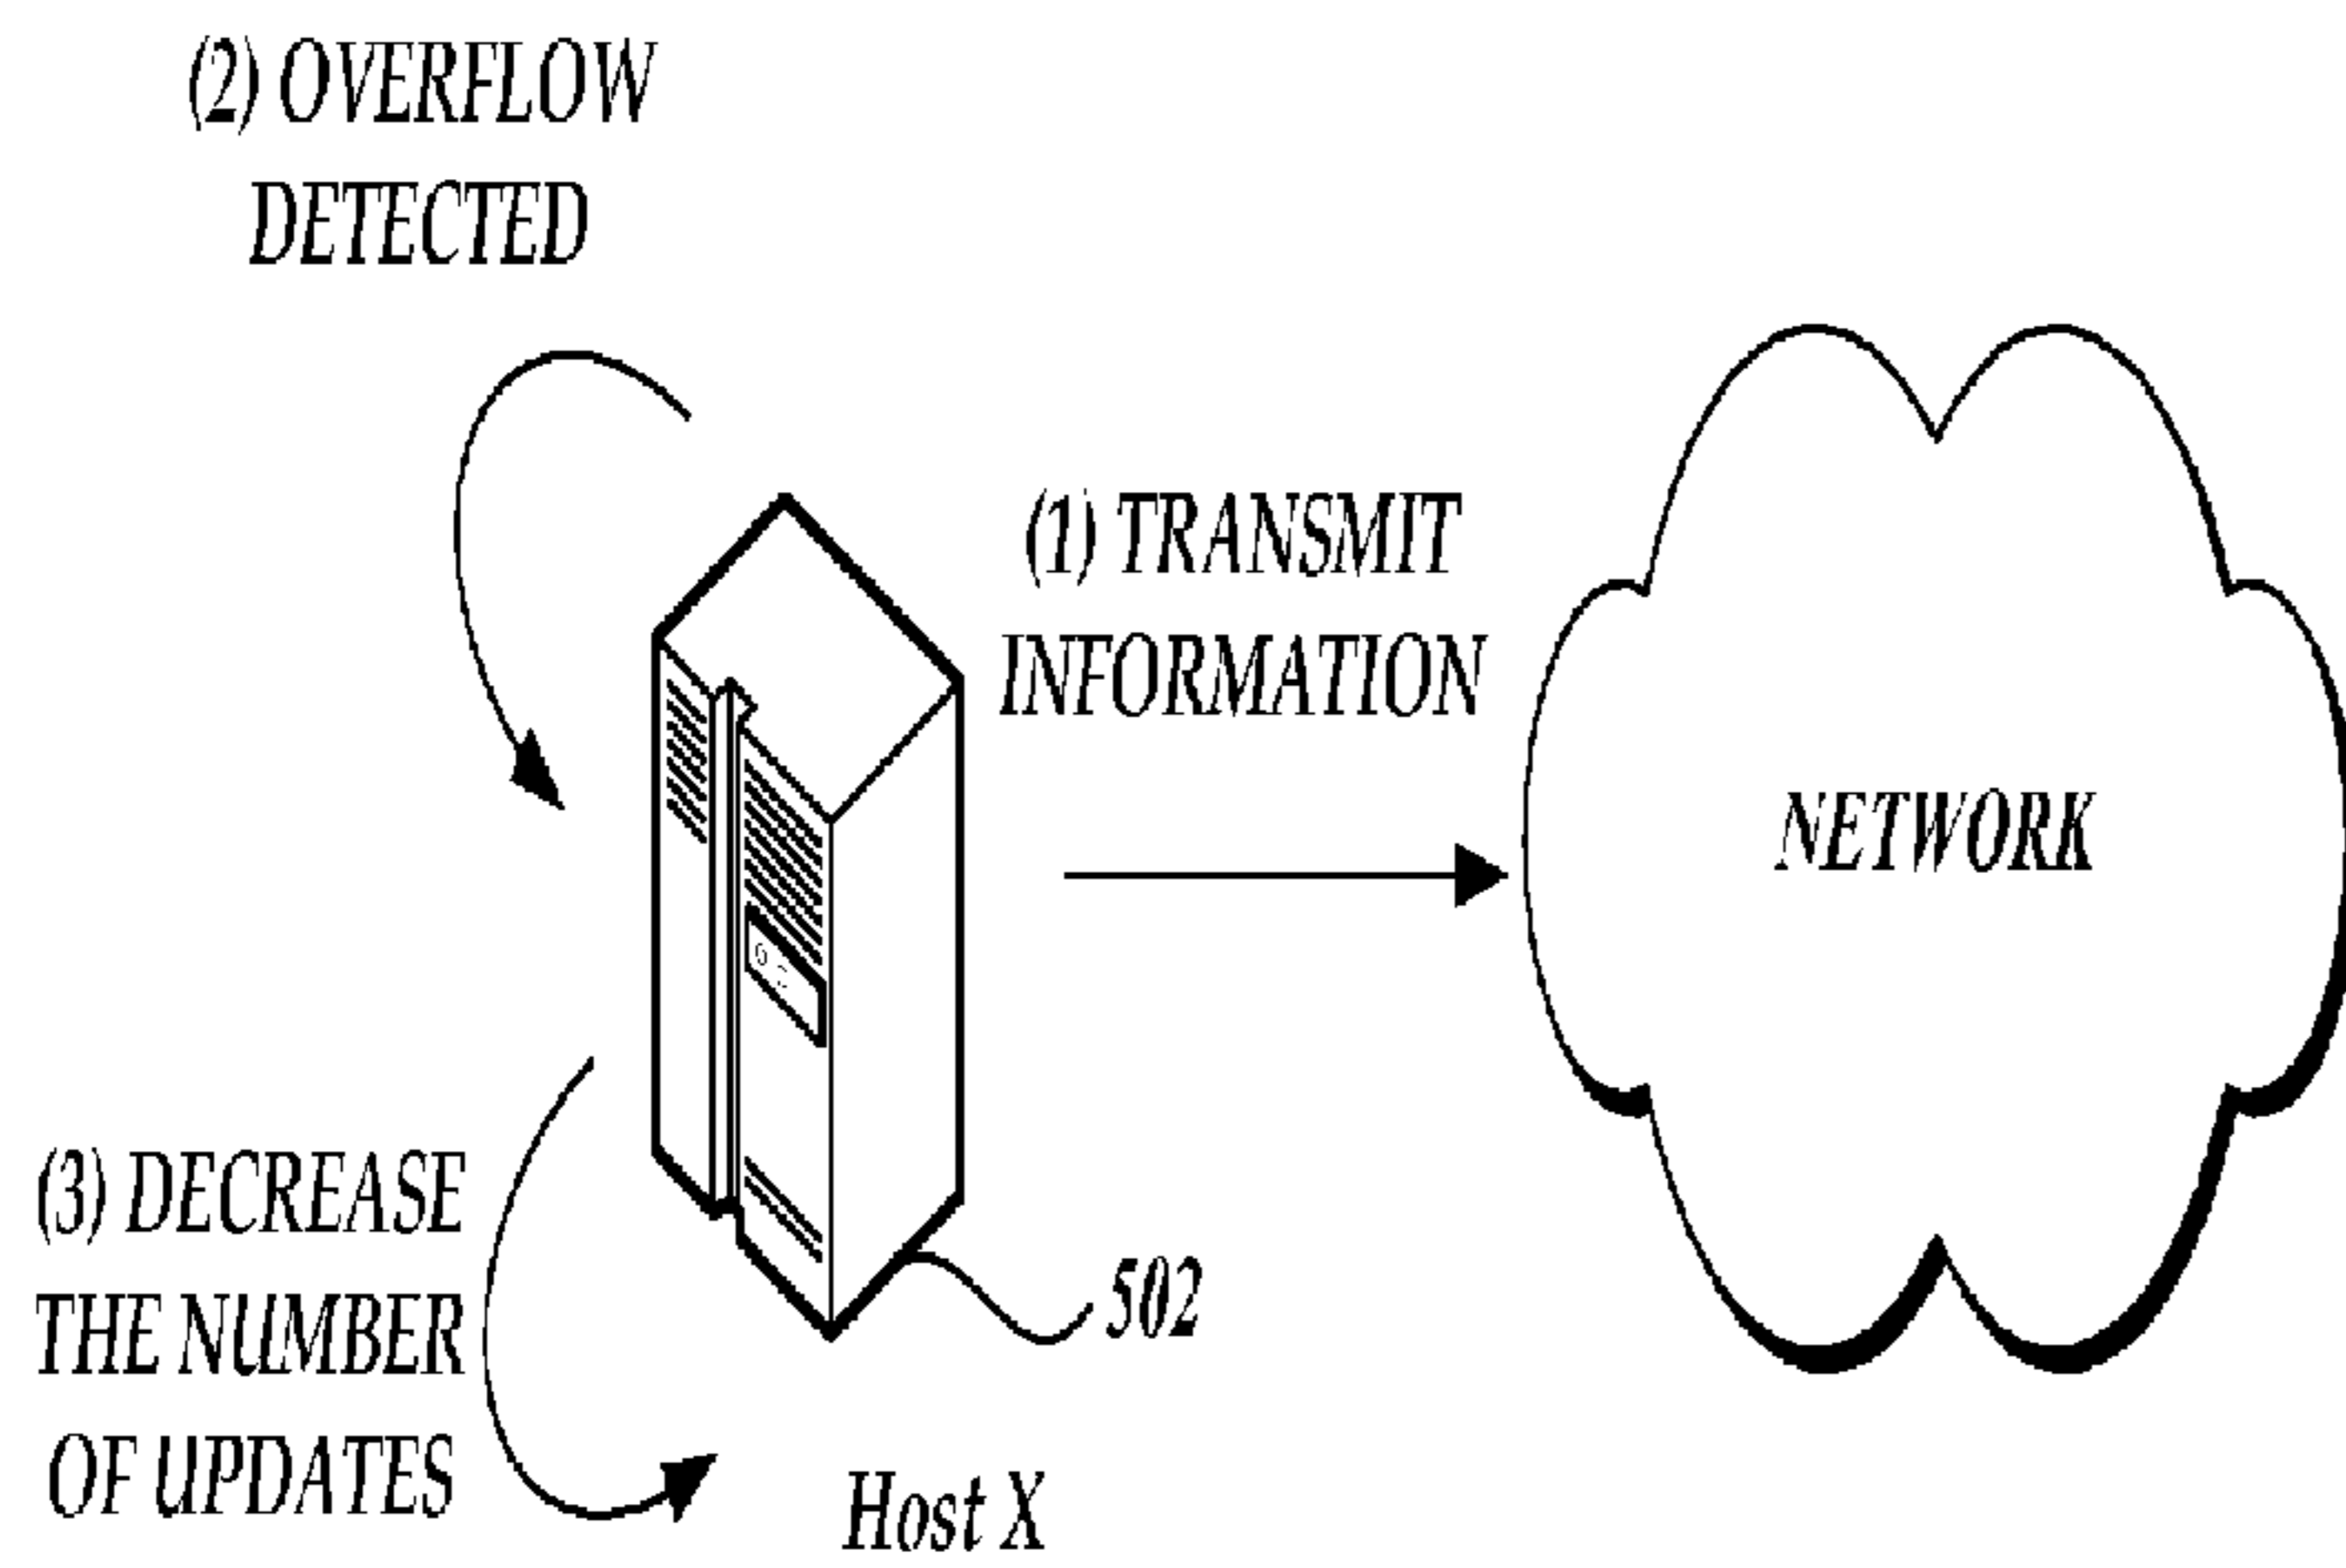 (2) OVERFLOW
DETECTED
(1) TRANSMIT
INFORMATION
NETWORK
(3) DECREASE
THE NUMBER
OF UPDATES
502
Host X